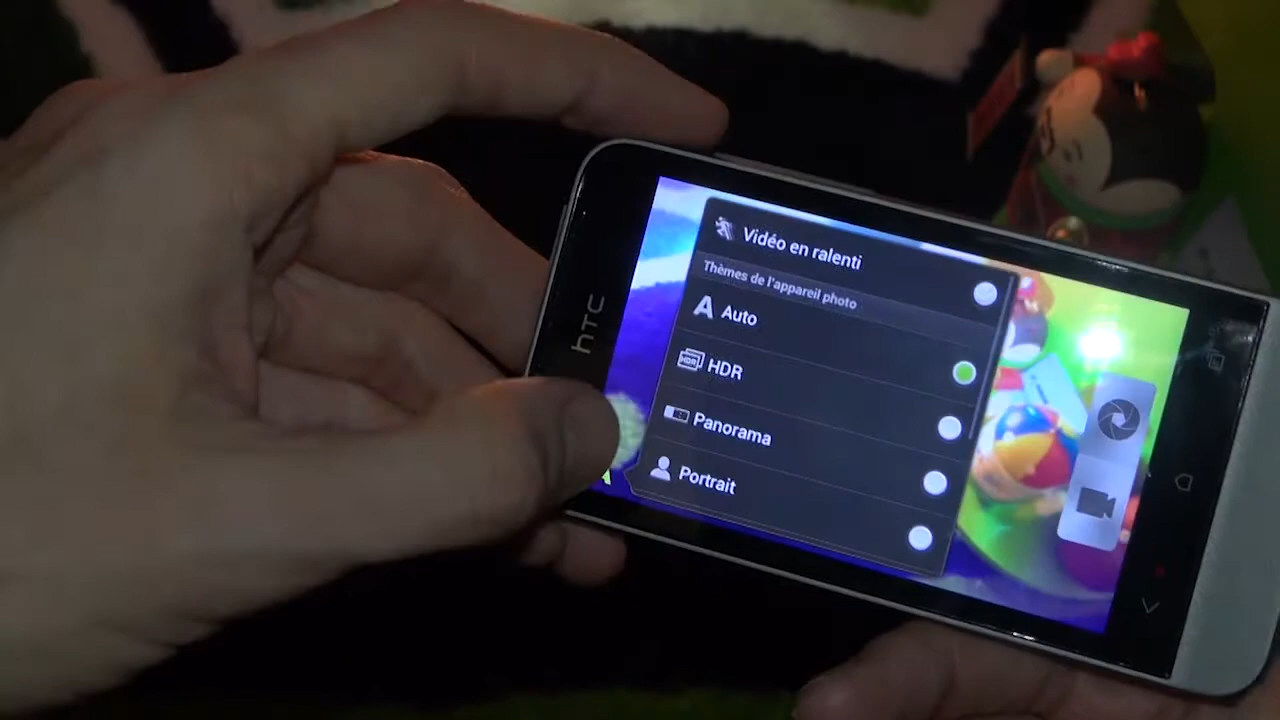 hTC
Vidéo en ralenti
Thèmes de l'appareil photo
Auto
HDR
HDR
Panorama
Portrait